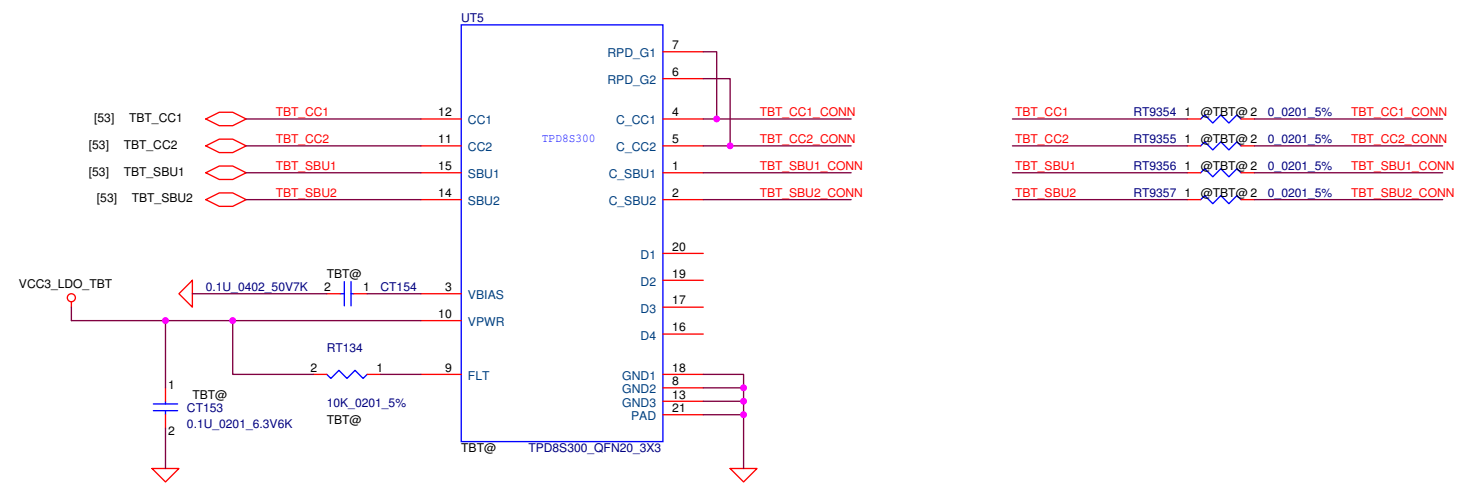 UT5
TPD8S300
RPD_G1 7
RPD_G2 6
[53] TBT_CC1 TBT_CC1 12 CC1 C_CC1 4 TBT_CC1_CONN
[53] TBT_CC2 TBT_CC2 11 CC2 C_CC2 5 TBT_CC2_CONN
[53] TBT_SBU1 TBT_SBU1 15 SBU1 C_SBU1 1 TBT_SBU1_CONN
[53] TBT_SBU2 TBT_SBU2 14 SBU2 C_SBU2 2 TBT_SBU2_CONN
D1 20
D2 19
D3 17
D4 16
VCC3_LDO_TBT
TBT@
0.1U_0402_50V7K 2 1 CT154 3 VBIAS
10 VPWR
RT134
2 1 9 FLT
10K_0201_5%
TBT@
1
TBT@
CT153
0.1U_0201_6.3V6K
2
GND1 18
GND2 8
GND3 13
PAD 21
TBT@ TPD8S300_QFN20_3X3
TBT_CC1 RT9354 1 @TBT@ 2 0_0201_5% TBT_CC1_CONN
TBT_CC2 RT9355 1 @TBT@ 2 0_0201_5% TBT_CC2_CONN
TBT_SBU1 RT9356 1 @TBT@ 2 0_0201_5% TBT_SBU1_CONN
TBT_SBU2 RT9357 1 @TBT@ 2 0_0201_5% TBT_SBU2_CONN